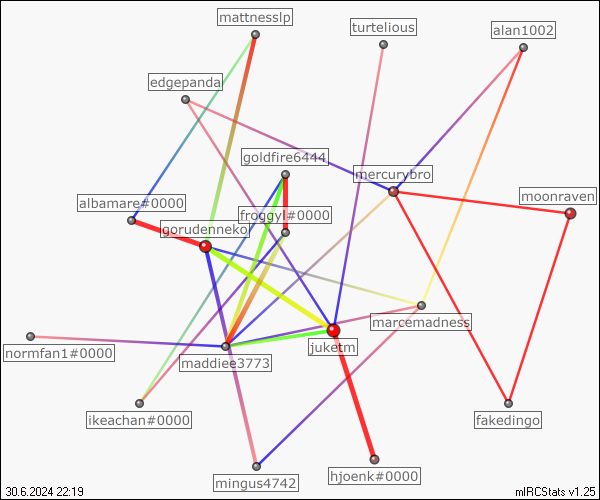 mattnesslp
turtelious
alan1002
edgepanda
goldfire6444
mercurybro
albamare#0000
moonraven
froggyl#0000
gorudenneko
marcemadness
normfan1#0000
juketm
maddiee3773
ikeachan#0000
fakedingo
hjoenk#0000
mingus4742
30.6.2024 22:19
mIRCStats v1.25